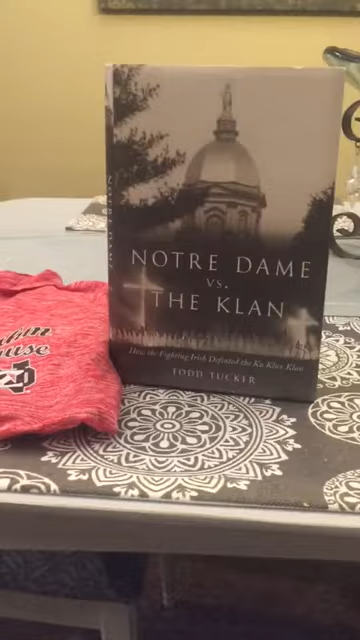 NOTRE DAME
VS.
THE KLAN
How the Fighting Irish Defeated the Ku Klux Klan
TODD TUCKER